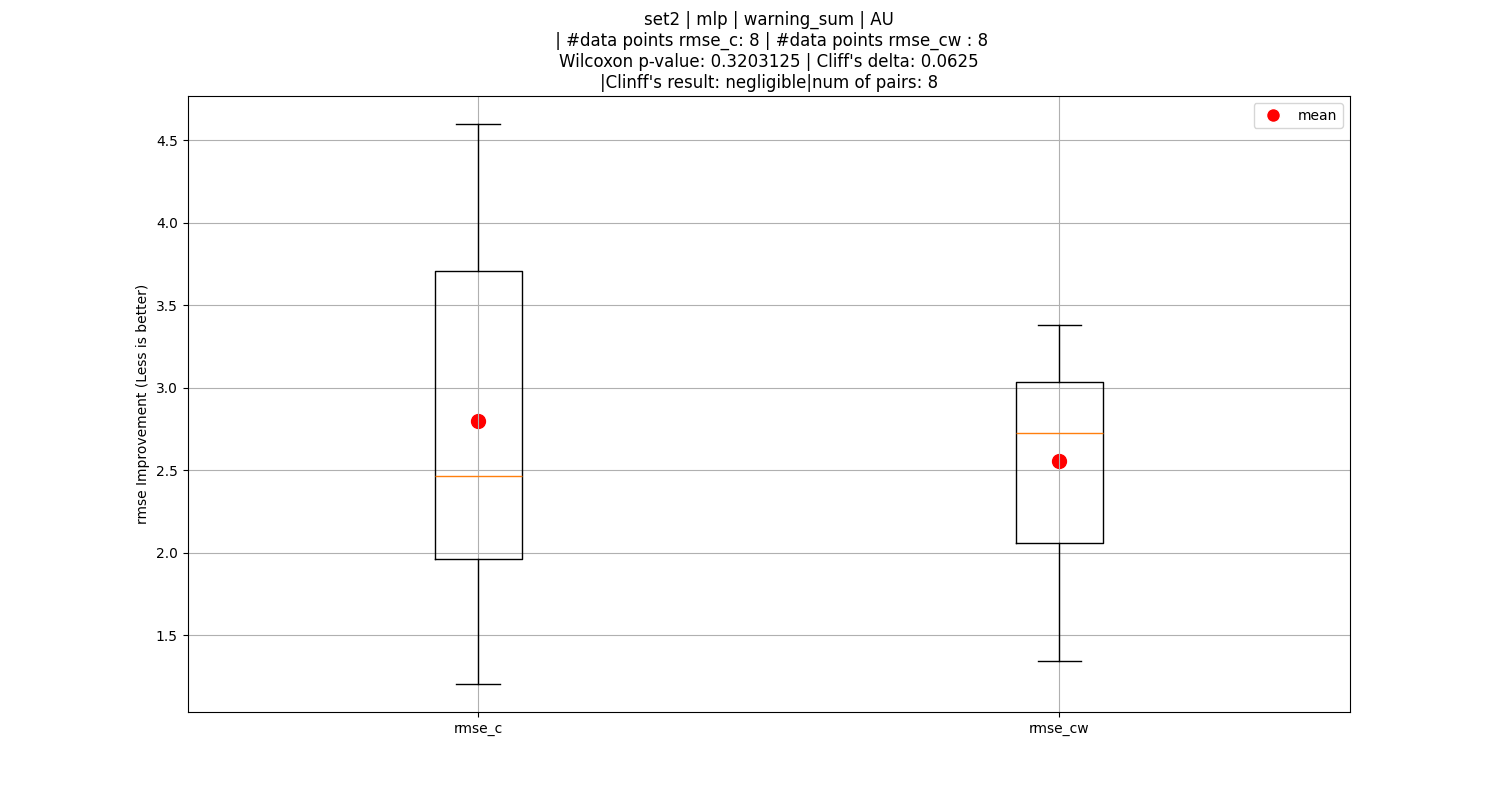 set2 | mlp | warning_sum | AU
| #data points rmse_c: 8 | #data points rmse_cw : 8
Wilcoxon p-value: 0.3203125 | Cliff's delta: 0.0625
|Clinff's result: negligible|num of pairs: 8
mean
4.5
4.0
3.5
3.0
2.5
2.0
1.5
rmse Improvement (Less is better)
rmse_c
rmse_cw